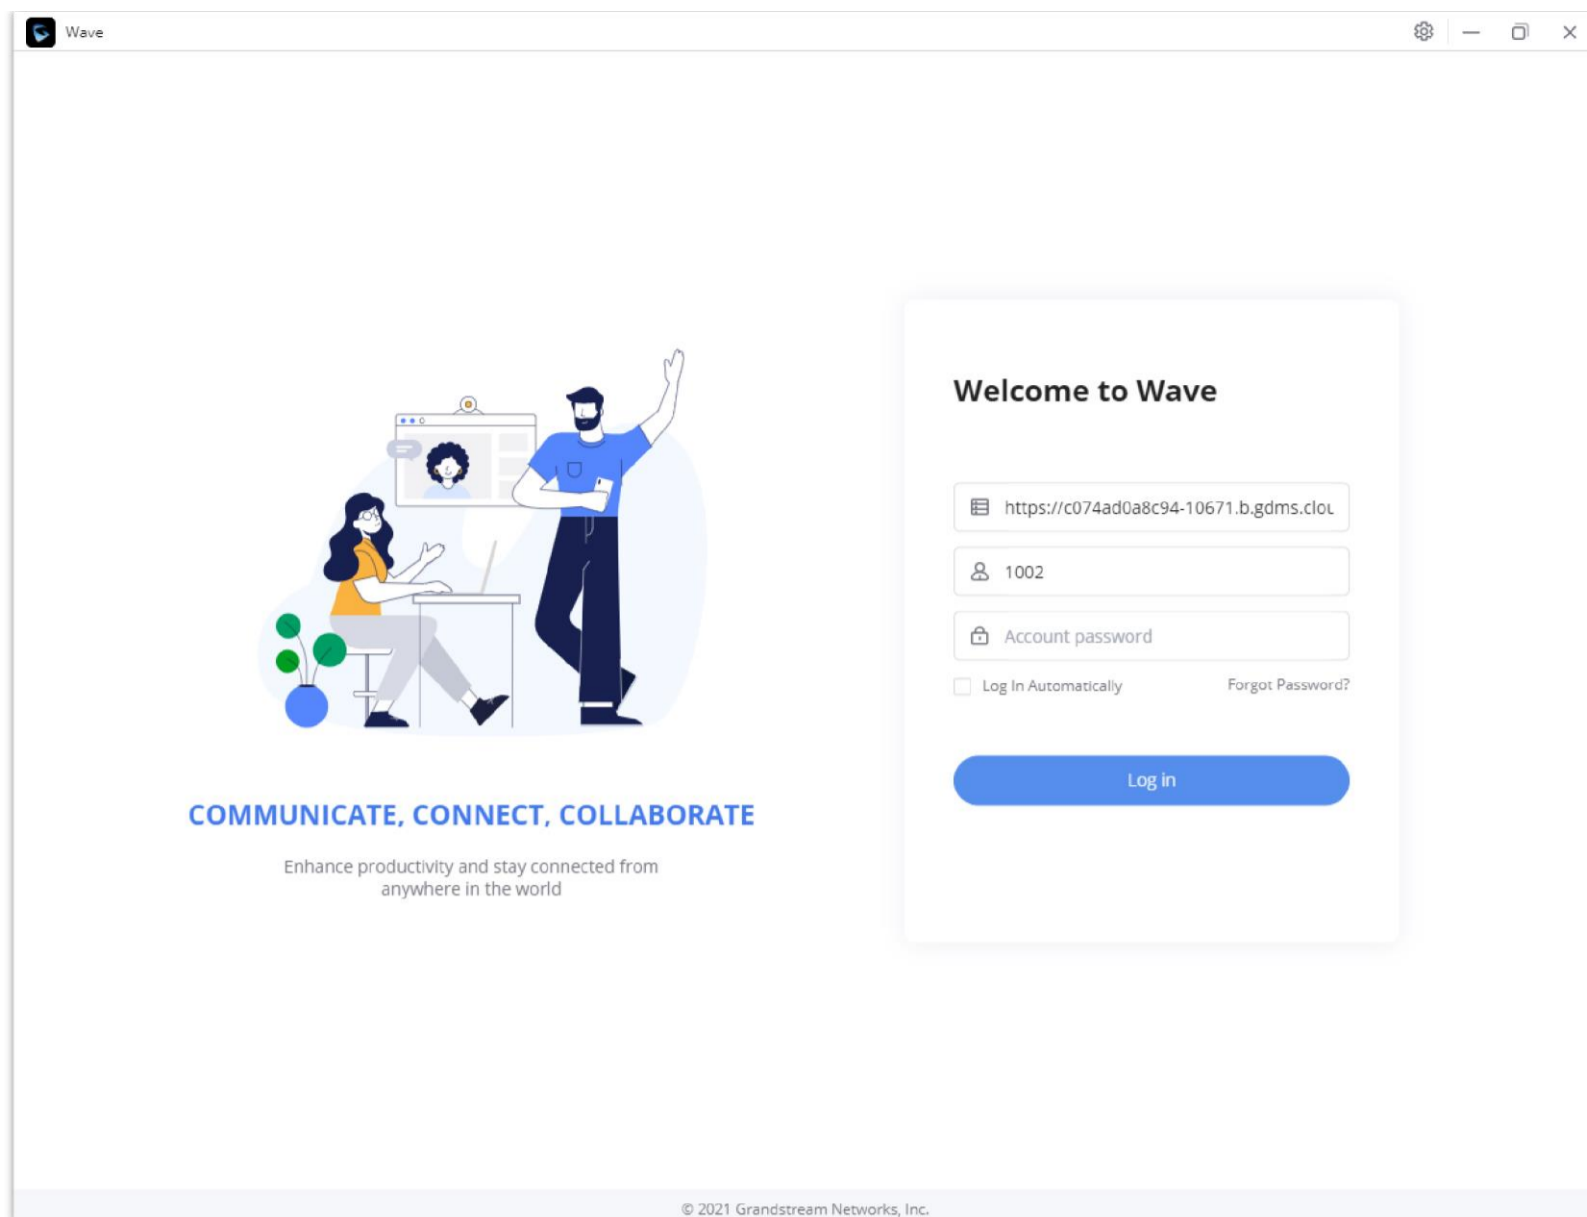 Wave
Welcome to Wave
https://c074ad0a8c94-10671.b.gdms.clou
1002
Account password
Log In Automatically
Forgot Password?
Log in
COMMUNICATE, CONNECT, COLLABORATE
Enhance productivity and stay connected from
anywhere in the world
© 2021 Grandstream Networks, Inc.